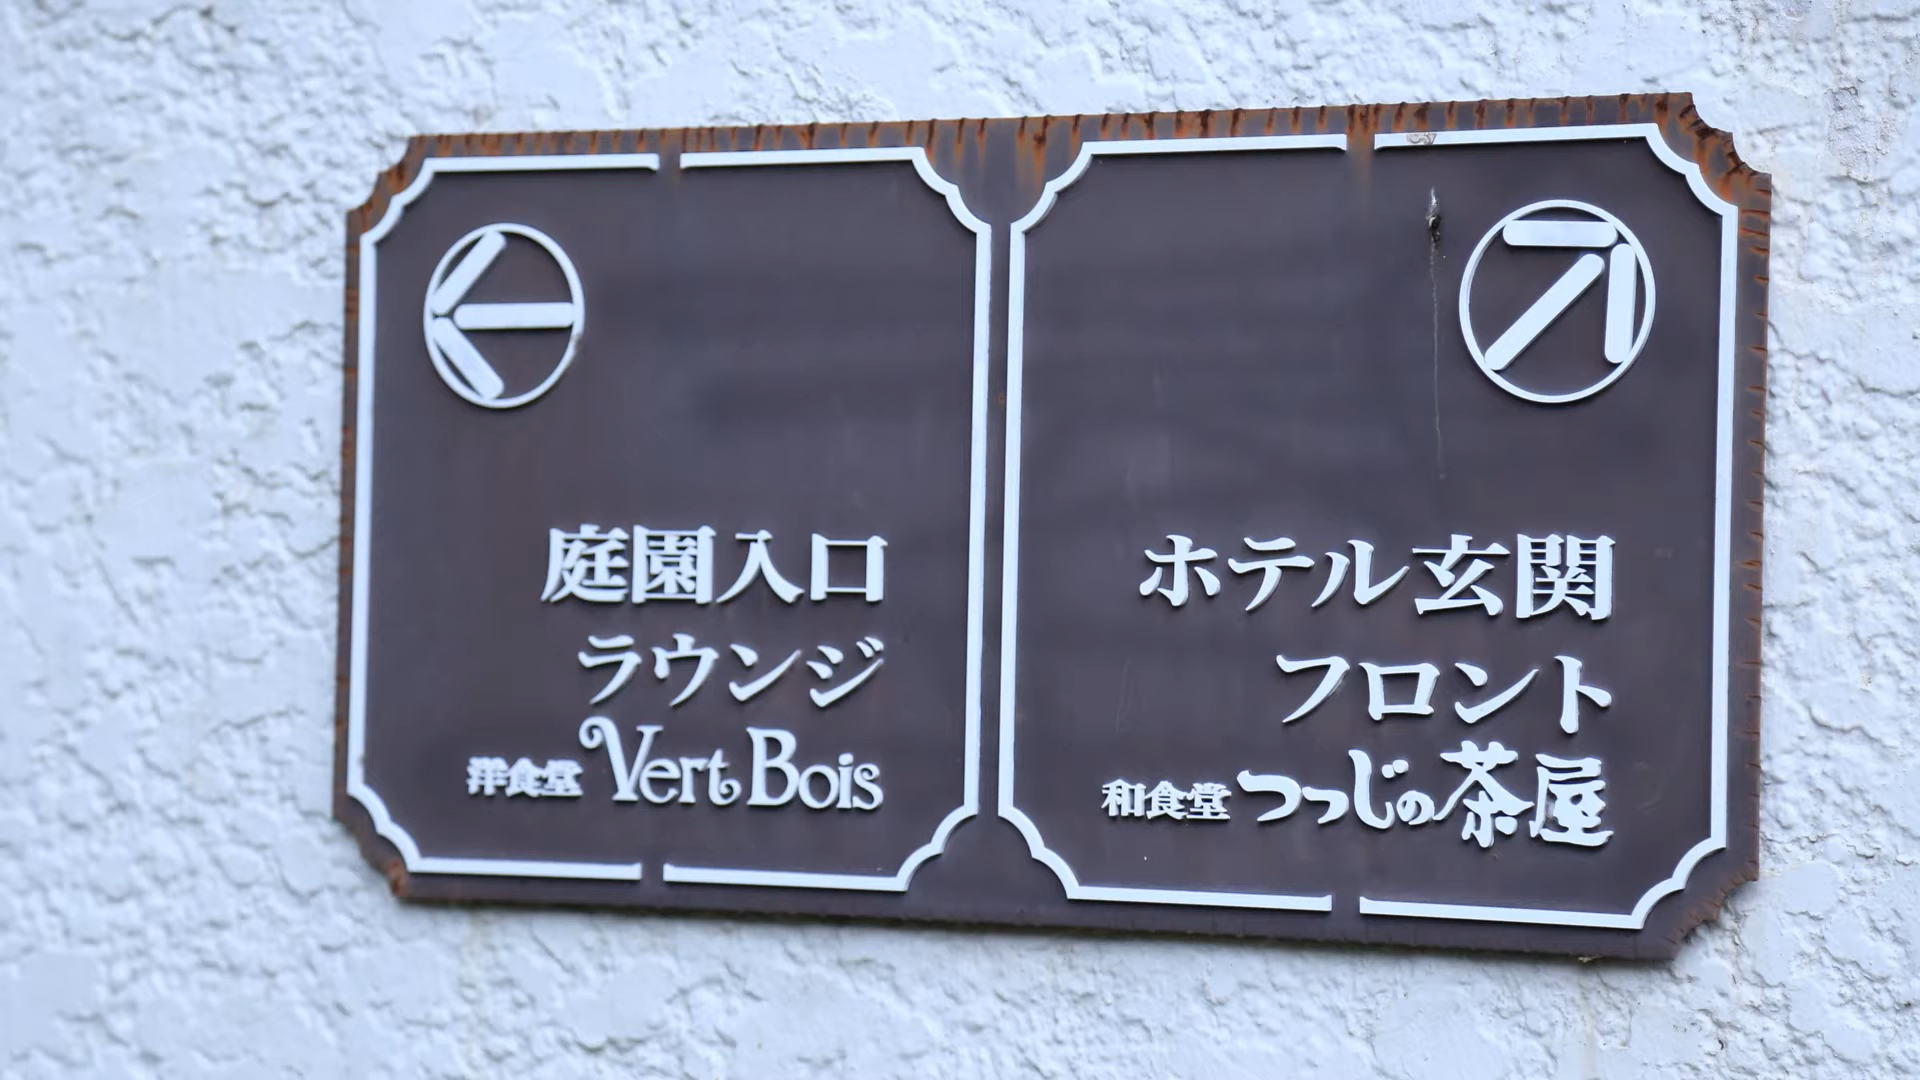 庭園入口
ラウンジ
洋食堂 Vert Bois
ホテル玄関
フロント
和食堂 つつじの茶屋